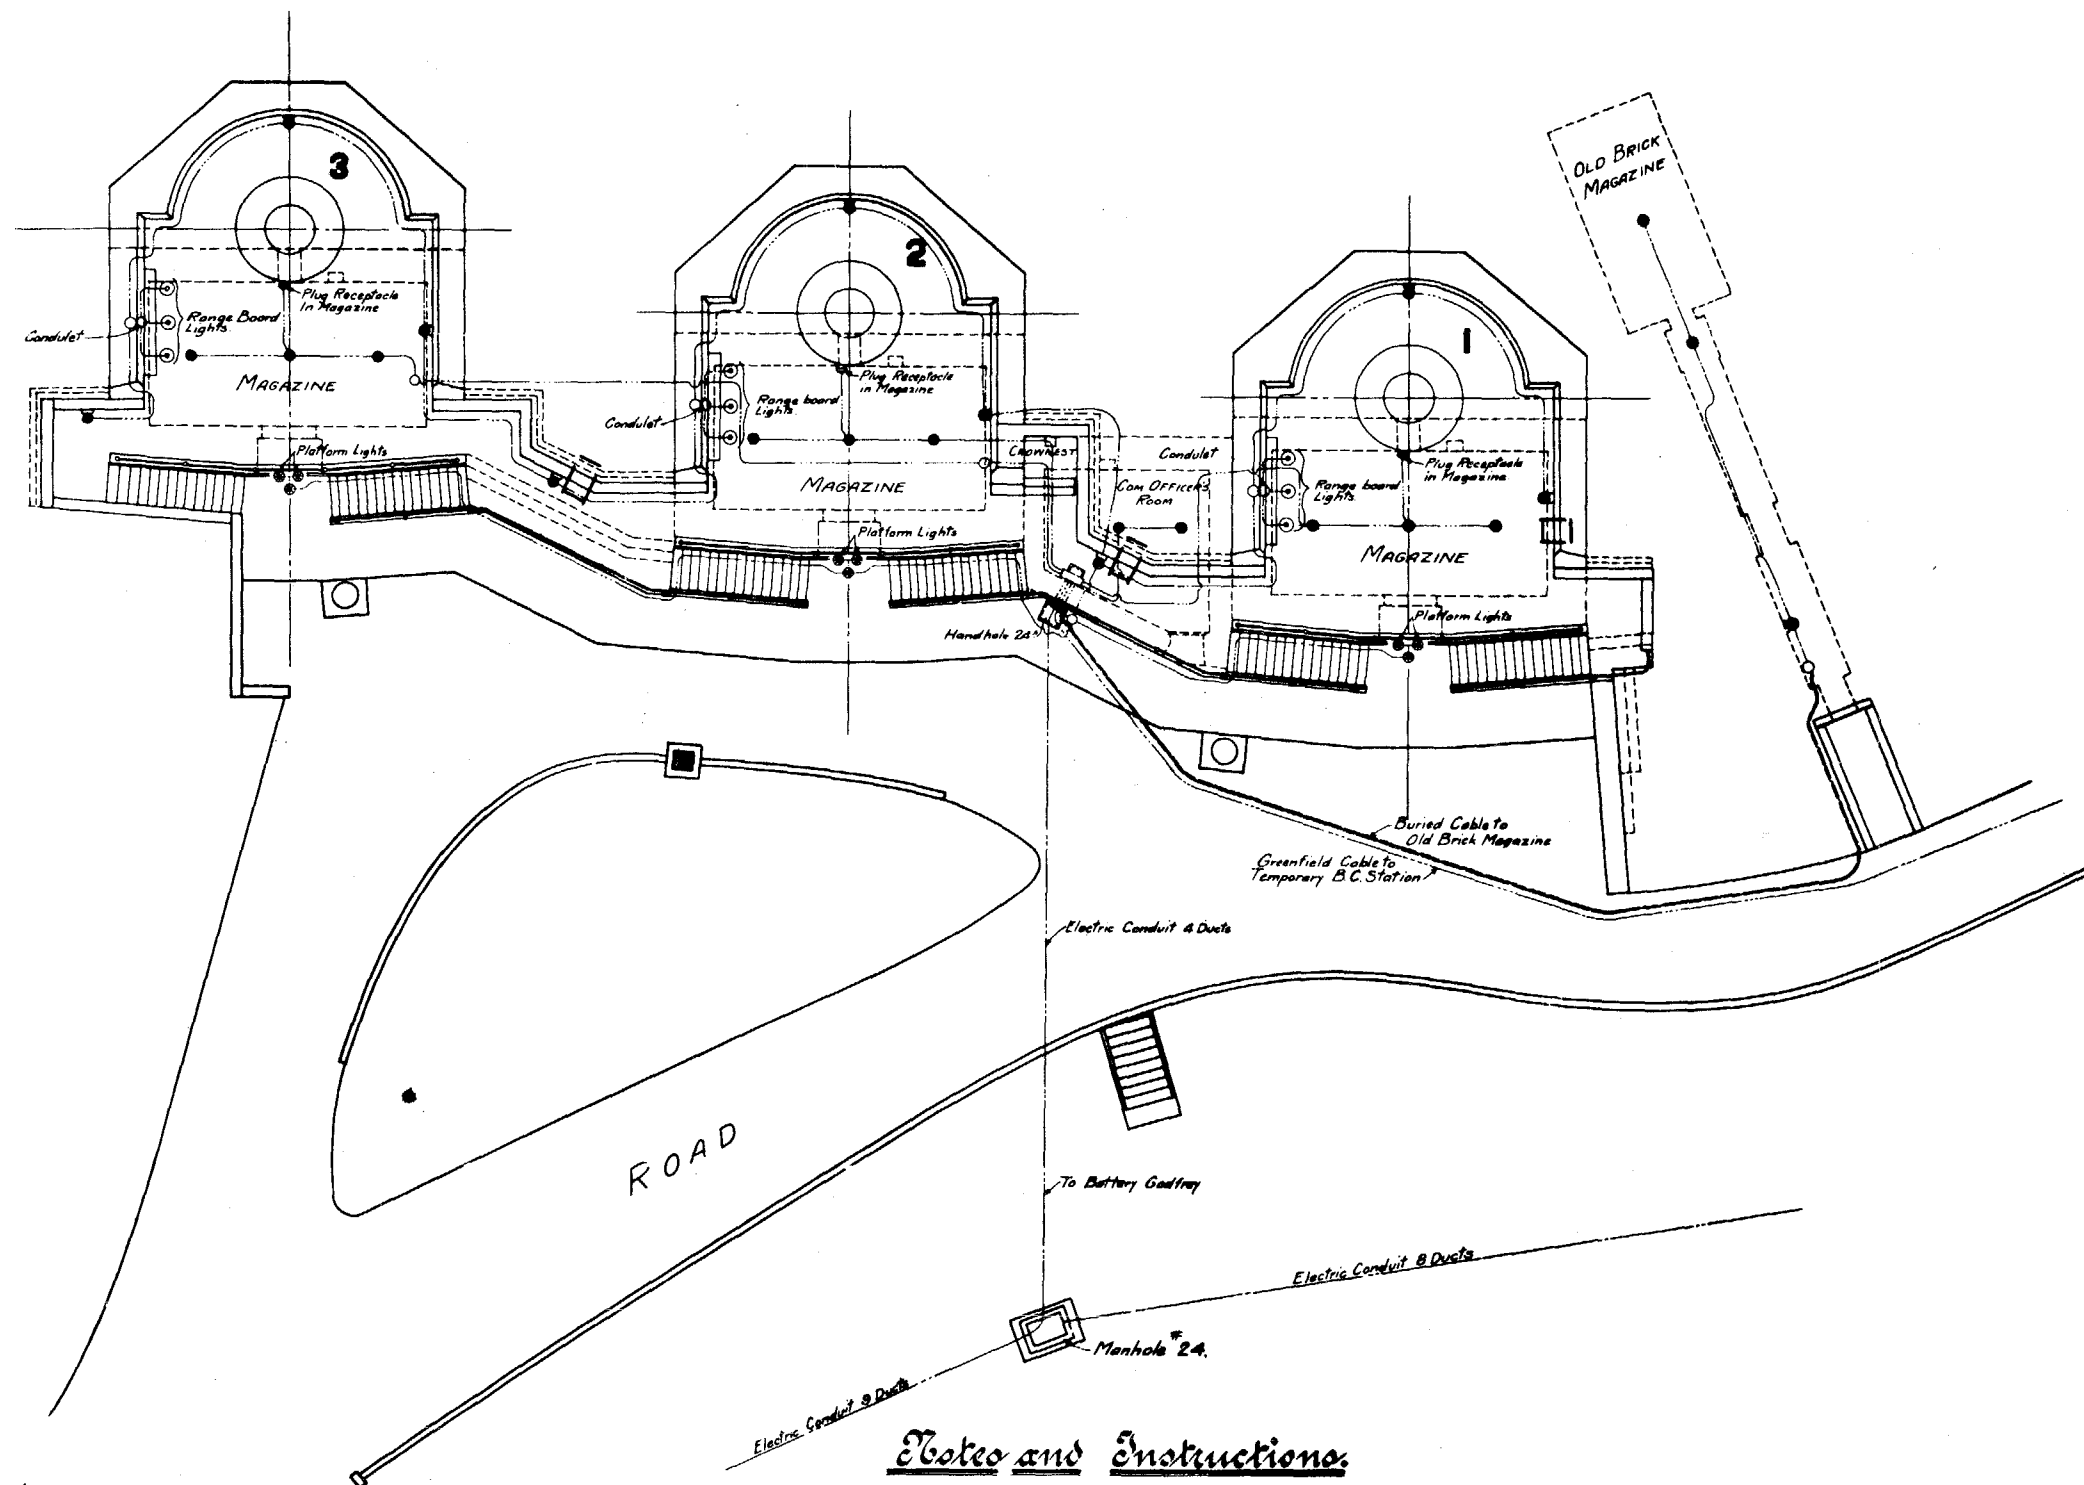 3
Plug Receptacle
In Magazine
Range Board
Lights.
Condulet
MAGAZINE
Platform Lights
2
Plug Receptacle
in Magazine
Range board
Lights.
Condulet
MAGAZINE
Platform Lights
CROWNEST
Condulet
COM OFFICER'S
ROOM
Handhole 24
1
Plug Receptacle
in Magazine
Range board
Lights.
MAGAZINE
Platform Lights
OLD BRICK
MAGAZINE
Buried Cable to
Old Brick Magazine
Greenfield Cable to
Temporary B.C. Station
Electric Conduit 4 Ducts
ROAD
To Battery Godfrey
Electric Conduit 8 Ducts
Manhole #24.
Electric Conduit 9 Ducts
Notes and Instructions.